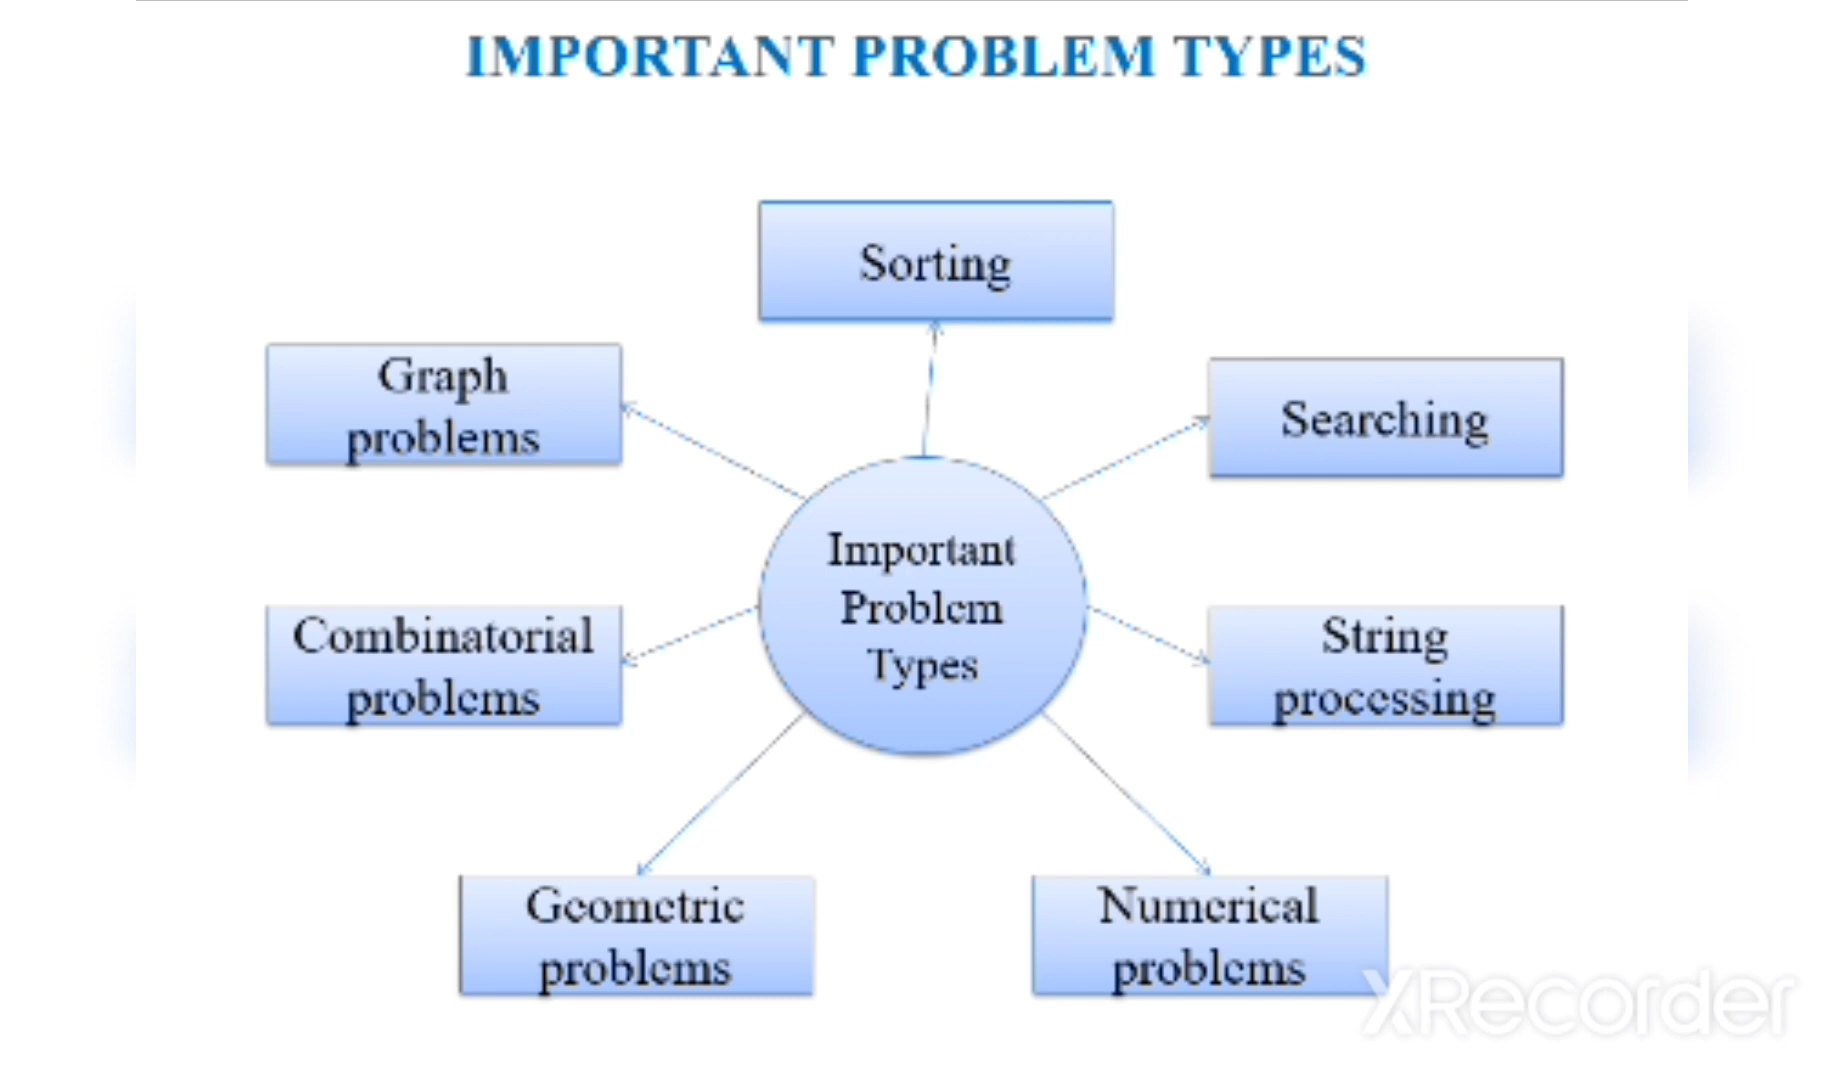 IMPORTANT PROBLEM TYPES
Sorting
Graph
problems
Searching
Important
Problem
Types
Combinatorial
problems
String
processing
Geometric
problems
Numerical
problems
XRecorder